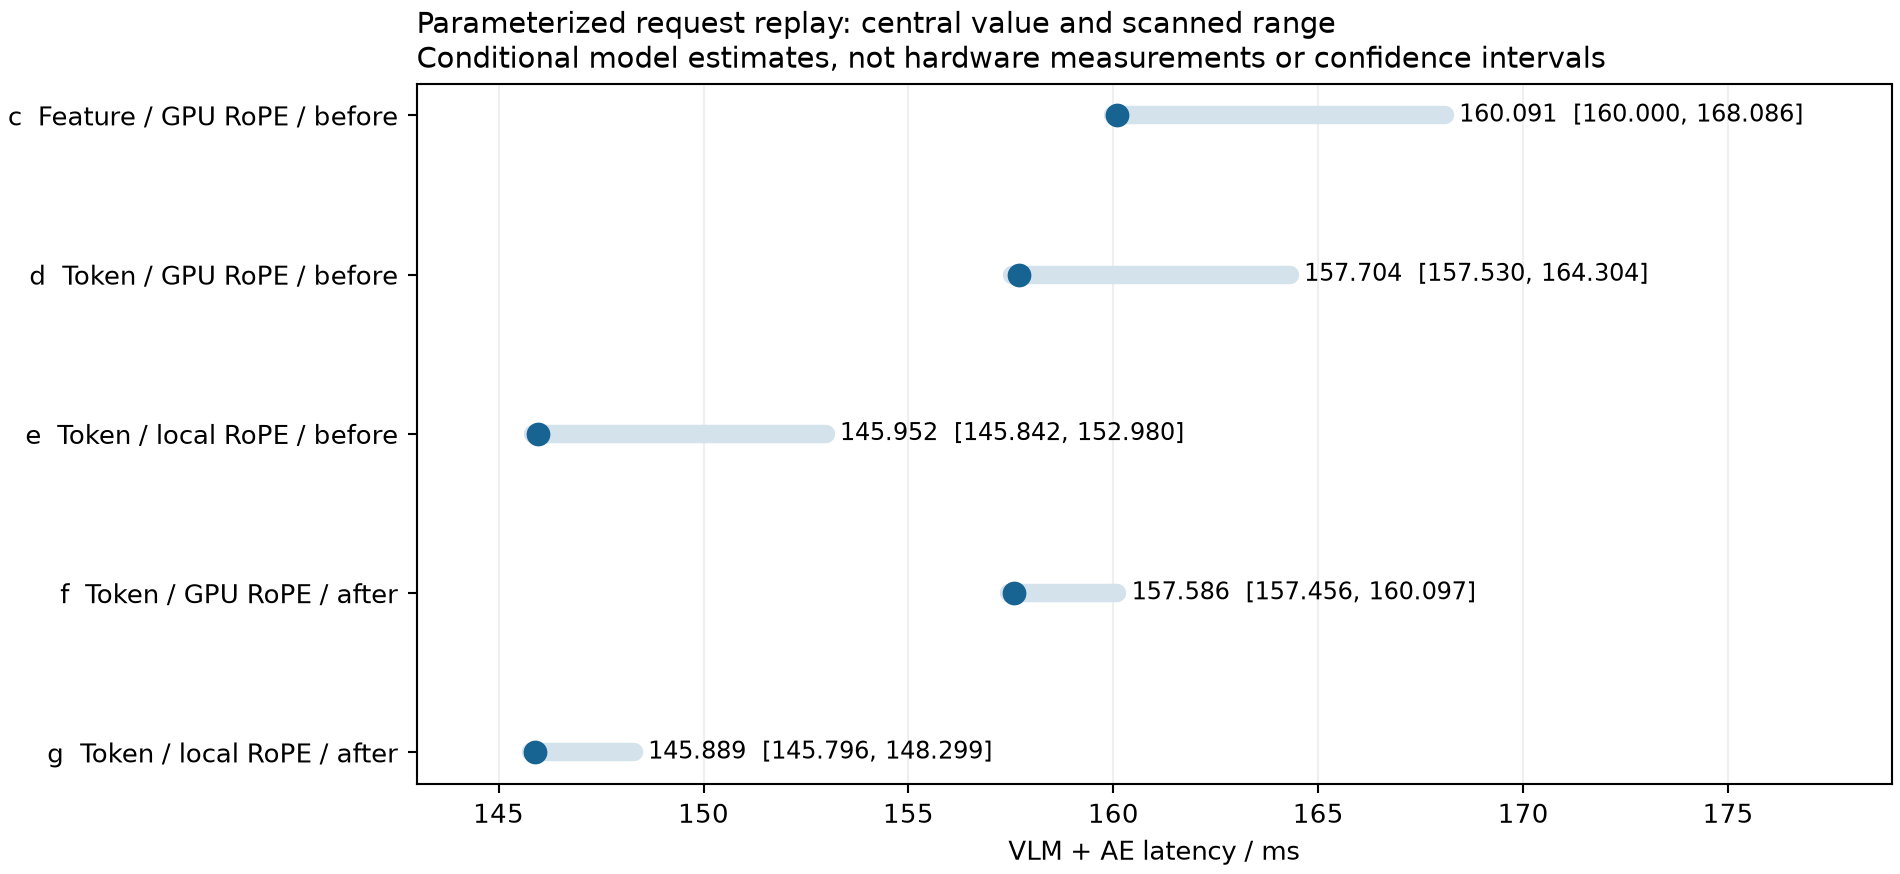 Parameterized request replay: central value and scanned range
Conditional model estimates, not hardware measurements or confidence intervals
c  Feature / GPU RoPE / before
160.091  [160.000, 168.086]
d  Token / GPU RoPE / before
157.704  [157.530, 164.304]
e  Token / local RoPE / before
145.952  [145.842, 152.980]
f  Token / GPU RoPE / after
157.586  [157.456, 160.097]
g  Token / local RoPE / after
145.889  [145.796, 148.299]
145 150 155 160 165 170 175
VLM + AE latency / ms